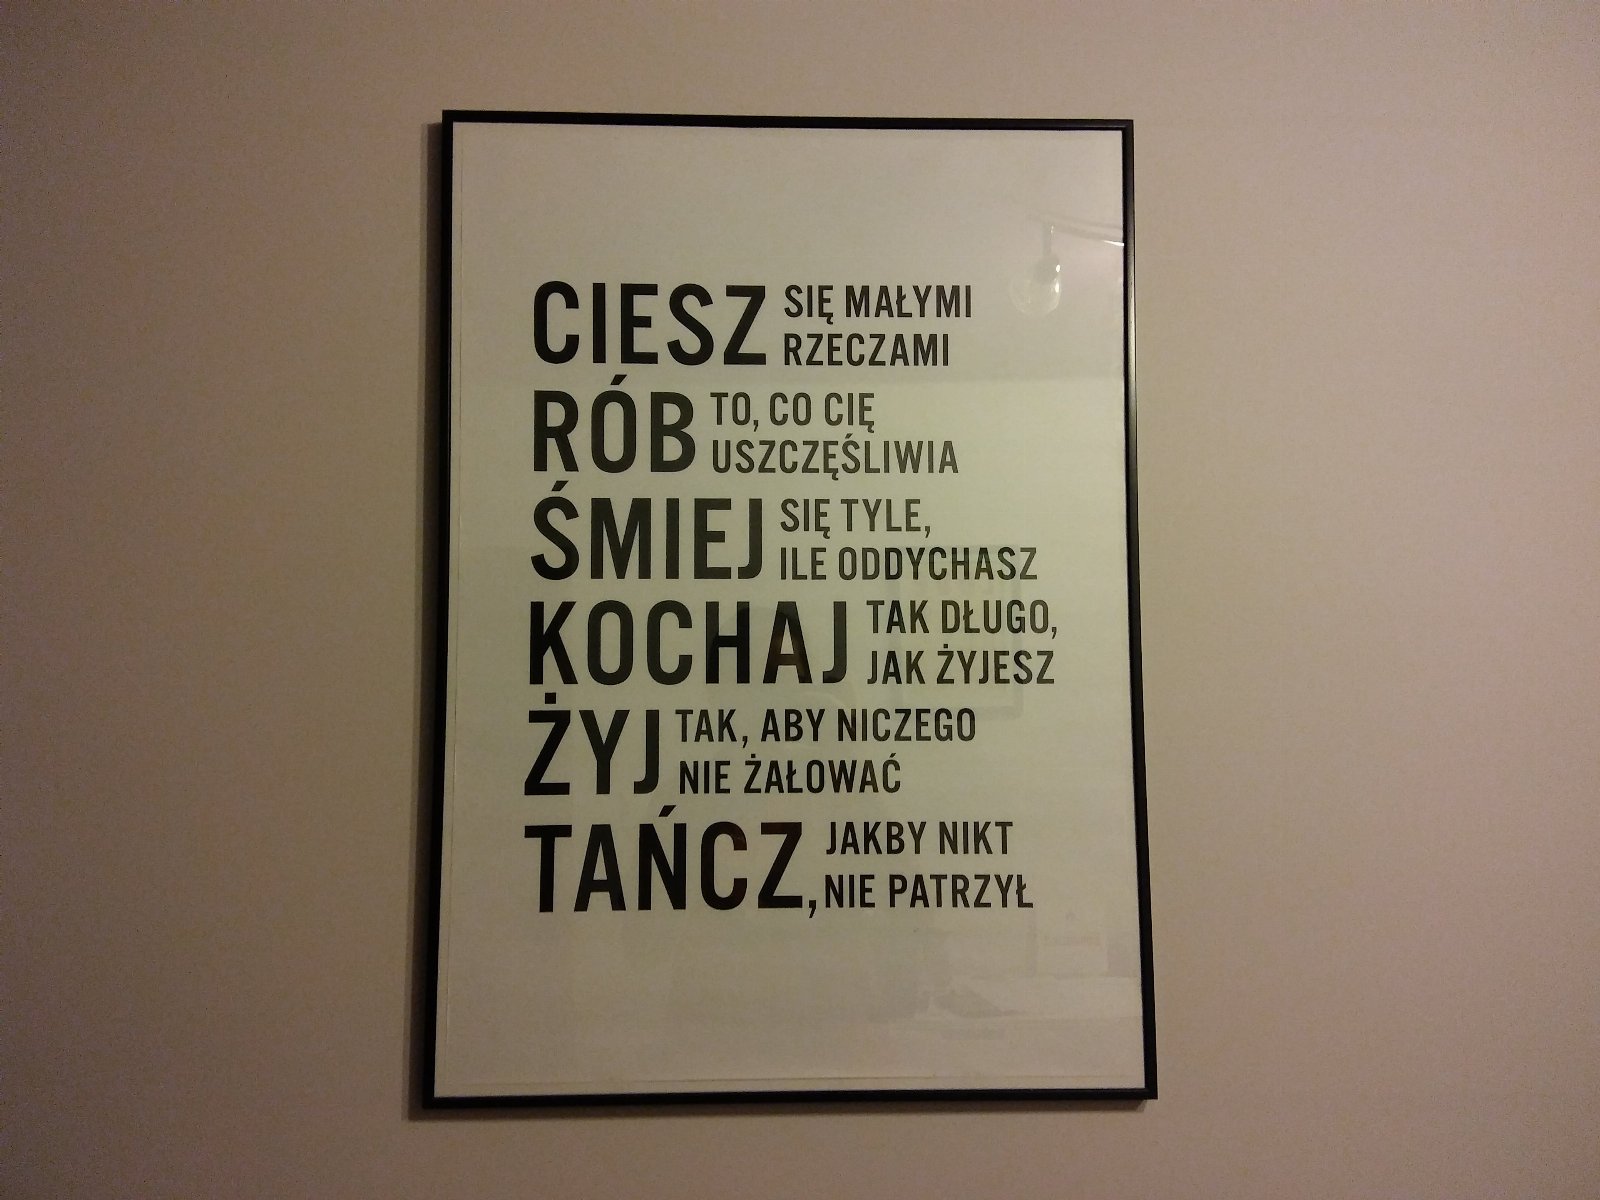 CIESZ SIĘ MAŁYMI
RZECZAMI
RÓB TO, CO CIĘ
USZCZĘŚLIWIA
ŚMIEJ SIĘ TYLE,
ILE ODDYCHASZ
KOCHAJ TAK DŁUGO,
JAK ŻYJESZ
ŻYJ TAK, ABY NICZEGO
NIE ŻAŁOWAĆ
TAŃCZ, JAKBY NIKT
NIE PATRZYŁ